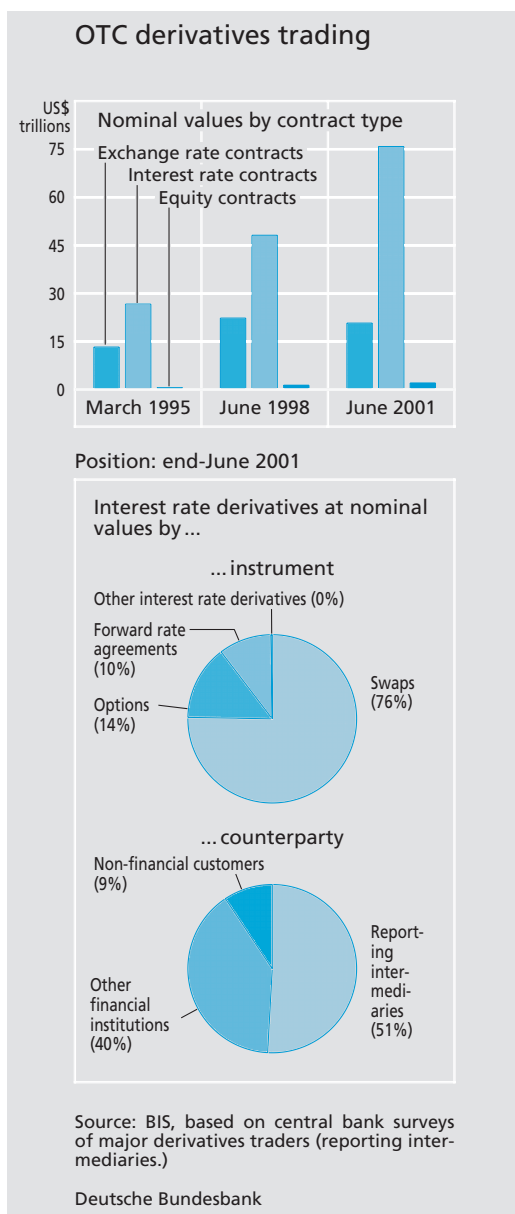 OTC derivatives trading
US$
trillions
Nominal values by contract type
75
Exchange rate contracts
Interest rate contracts
60
Equity contracts
45
30
15
0
March 1995 June 1998 June 2001
Position: end-June 2001
Interest rate derivatives at nominal
values by...
...instrument
Other interest rate derivatives (0%)
Forward rate
agreements
(10%)
Options
(14%)
Swaps
(76%)
...counterparty
Non-financial customers
(9%)
Other
financial
institutions
(40%)
Report-
ing
inter-
medi-
aries
(51%)
Source: BIS, based on central bank surveys
of major derivatives traders (reporting inter-
mediaries.)
Deutsche Bundesbank